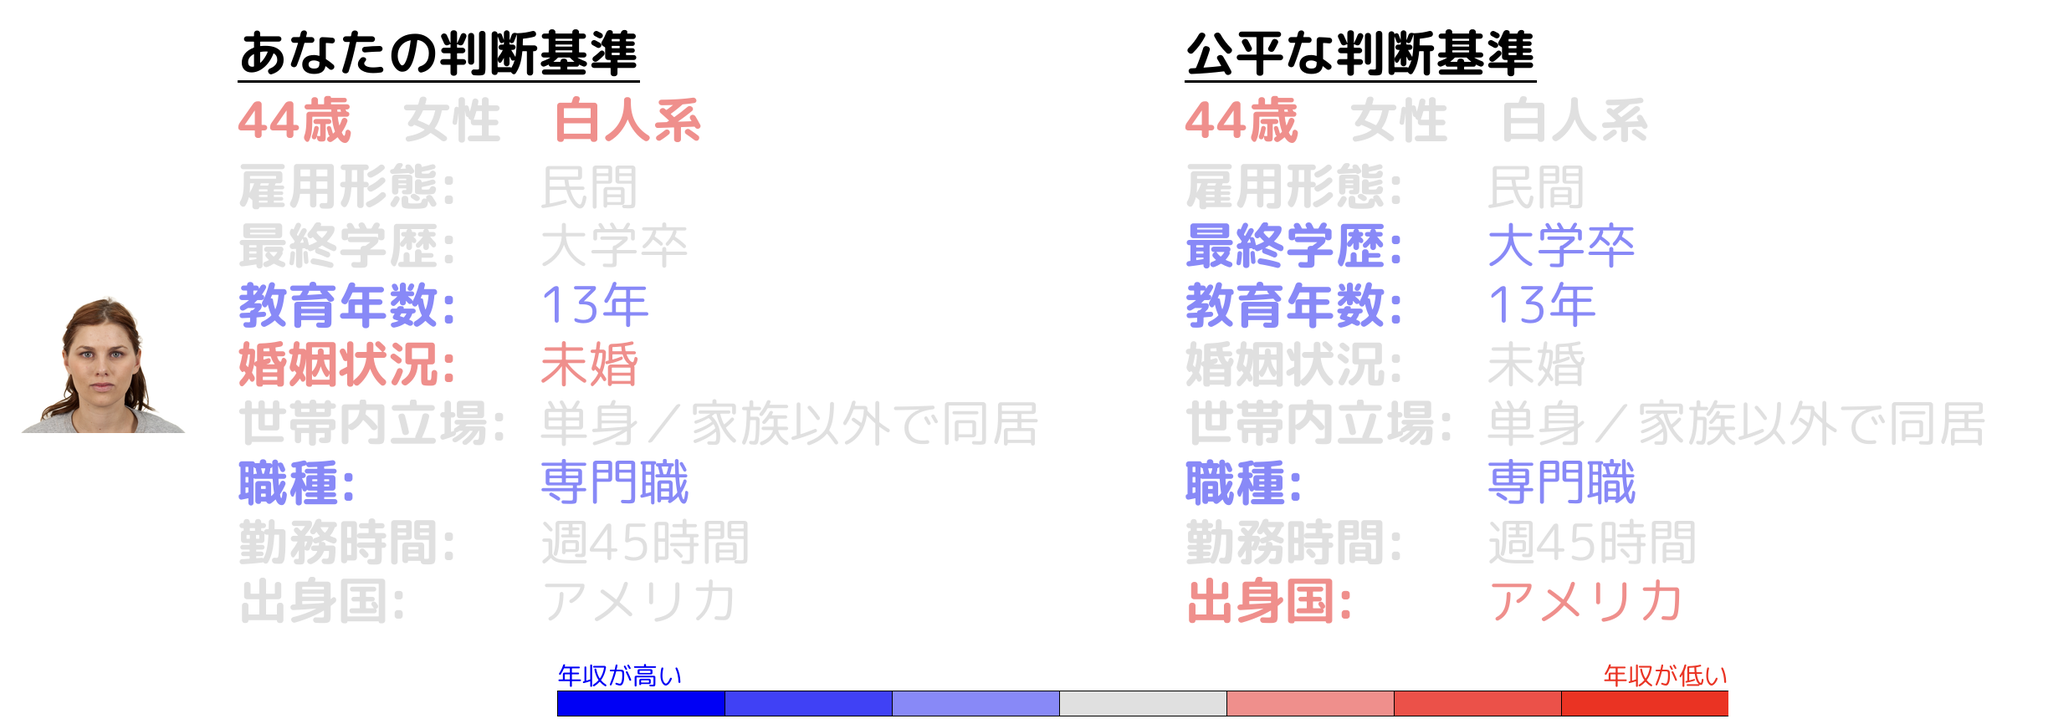 あなたの判断基準
44歳 女性 白人系
雇用形態: 民間
最終学歴: 大学卒
教育年数: 13年
婚姻状況: 未婚
世帯内立場: 単身／家族以外で同居
職種: 専門職
勤務時間: 週45時間
出身国: アメリカ
公平な判断基準
44歳 女性 白人系
雇用形態: 民間
最終学歴: 大学卒
教育年数: 13年
婚姻状況: 未婚
世帯内立場: 単身／家族以外で同居
職種: 専門職
勤務時間: 週45時間
出身国: アメリカ
年収が高い
年収が低い